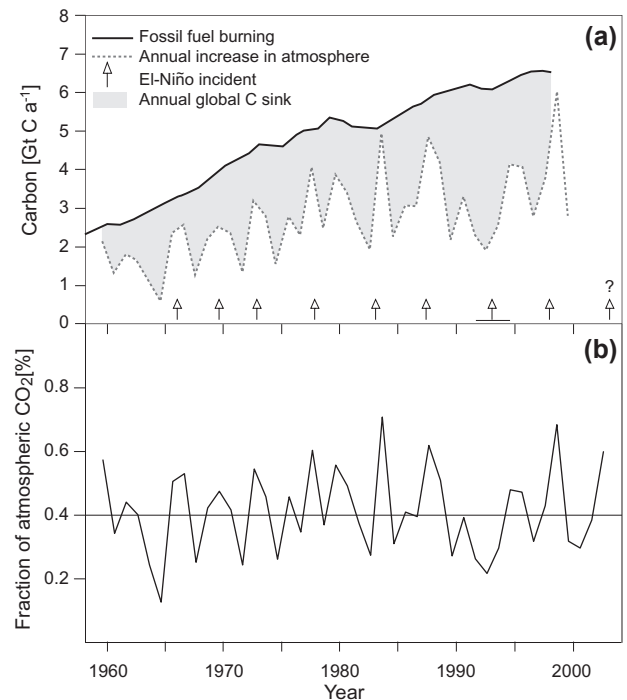 (a)
Fossil fuel burning
Annual increase in atmosphere
El-Niño incident
Annual global C sink
Carbon [Gt C a⁻¹]
8
7
6
5
4
3
2
1
0
?
(b)
Fraction of atmospheric CO₂[%]
0.8
0.6
0.4
0.2
1960 1970 1980 1990 2000
Year